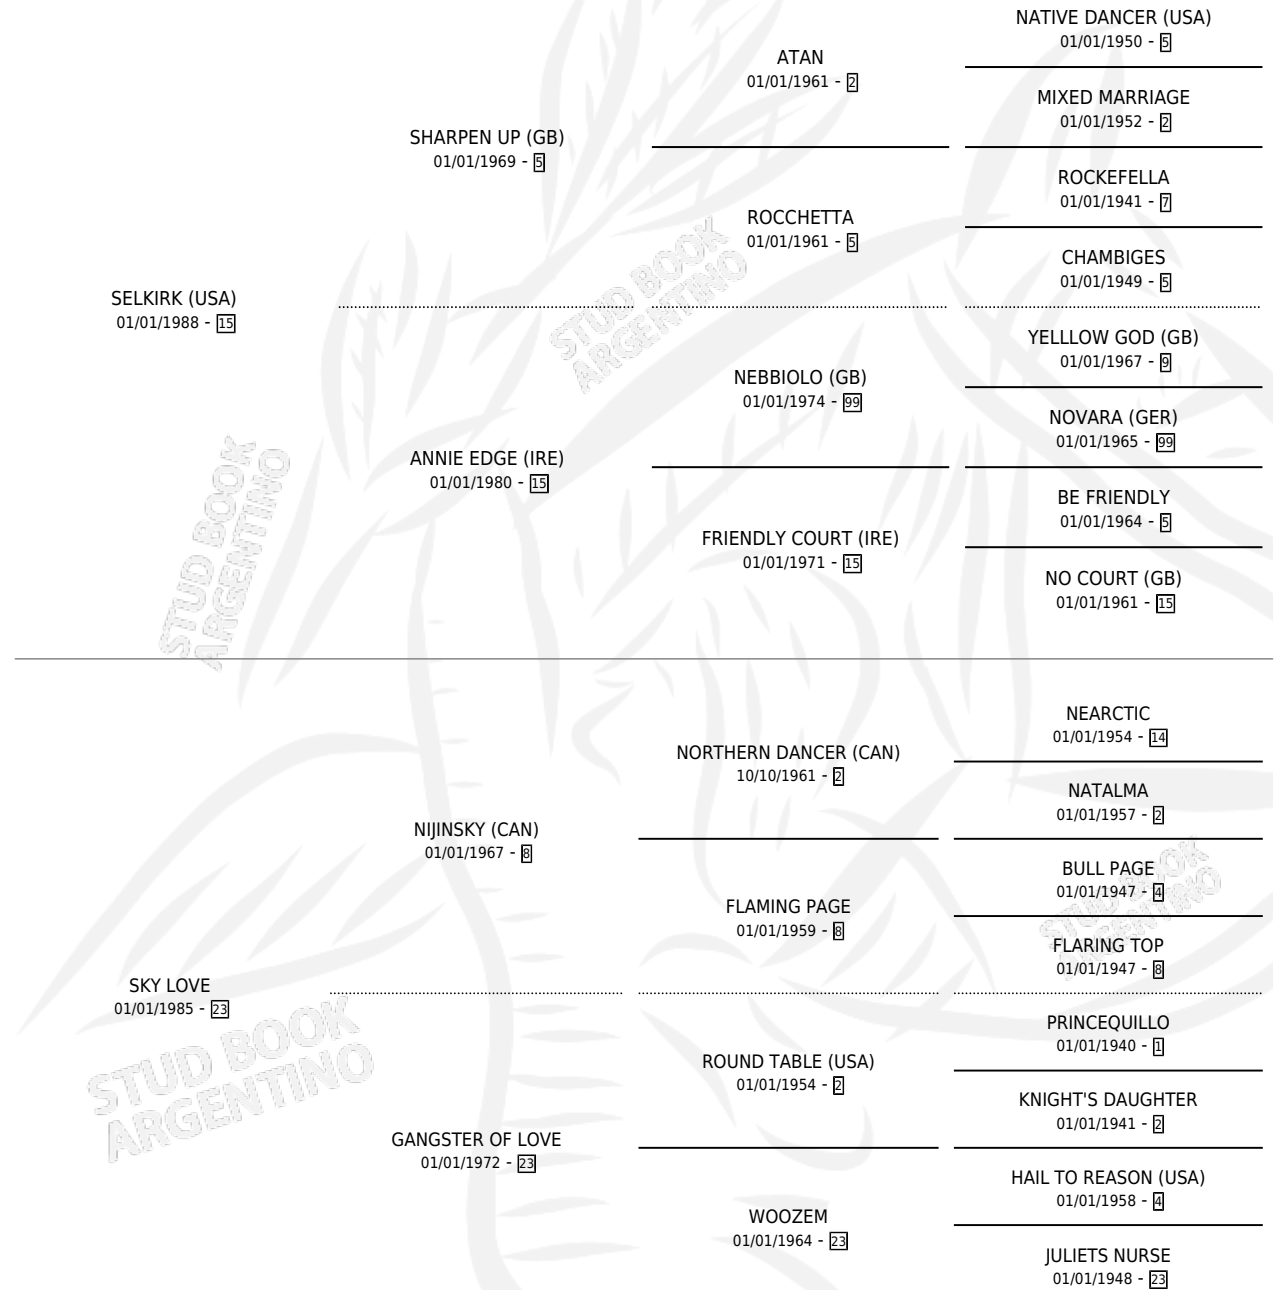 NATIVE DANCER (USA)
01/01/1950 - 5
ATAN
01/01/1961 - 2
MIXED MARRIAGE
01/01/1952 - 2
SHARPEN UP (GB)
01/01/1969 - 5
ROCKEFELLA
01/01/1941 - 7
ROCCHETTA
01/01/1961 - 5
CHAMBIGES
01/01/1949 - 5
SELKIRK (USA)
01/01/1988 - 15
STUD BOOK
ARGENTINO
YELLLOW GOD (GB)
01/01/1967 - 9
NEBBIOLO (GB)
01/01/1974 - 99
NOVARA (GER)
01/01/1965 - 99
ANNIE EDGE (IRE)
01/01/1980 - 15
BE FRIENDLY
01/01/1964 - 5
FRIENDLY COURT (IRE)
01/01/1971 - 15
NO COURT (GB)
01/01/1961 - 15
STUD BOOK
ARGENTINO
NEARCTIC
01/01/1954 - 14
NORTHERN DANCER (CAN)
10/10/1961 - 2
NATALMA
01/01/1957 - 2
NIJINSKY (CAN)
01/01/1967 - 8
BULL PAGE
01/01/1947 - 4
STUD BOOK
ARGENTINO
FLAMING PAGE
01/01/1959 - 8
FLARING TOP
01/01/1947 - 8
SKY LOVE
01/01/1985 - 23
STUD BOOK
ARGENTINO
PRINCEQUILLO
01/01/1940 - 1
ROUND TABLE (USA)
01/01/1954 - 2
KNIGHT'S DAUGHTER
01/01/1941 - 2
GANGSTER OF LOVE
01/01/1972 - 23
HAIL TO REASON (USA)
01/01/1958 - 4
WOOZEM
01/01/1964 - 23
JULIETS NURSE
01/01/1948 - 23